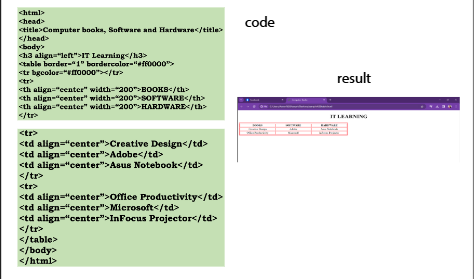 <html>
<head>
<title>Computer books, Software and Hardware</title>
</head>
<body>
<h3 align="left">IT Learning</h3>
<table border="1" bordercolor="#ff0000">
<tr bgcolor="#ff0000"></tr>
<tr>
<th align="center" width="200">BOOKS</th>
<th align="center" width="200">SOFTWARE</th>
<th align="center" width="200">HARDWARE</th>
</tr>
<tr>
<td align="center">Creative Design</td>
<td align="center">Adobe</td>
<td align="center">Asus Notebook</td>
</tr>
<tr>
<td align="center">Office Productivity</td>
<td align="center">Microsoft</td>
<td align="center">InFocus Projector</td>
</tr>
</table>
</body>
</html>
code
result
IT LEARNING
BOOKS SOFTWARE HARDWARE
Creative Design Adobe Asus Notebook
Office Productivity Microsoft InFocus Projector